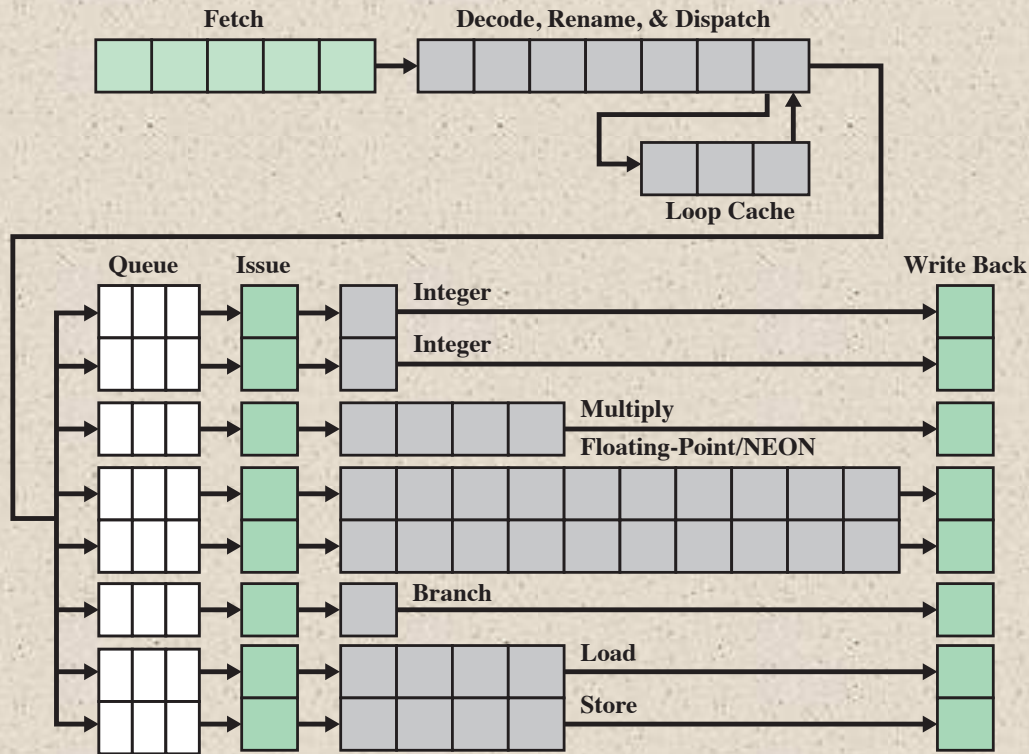 Fetch
Decode, Rename, & Dispatch
Loop Cache
Queue
Issue
Write Back
Integer
Integer
Multiply
Floating-Point/NEON
Branch
Load
Store